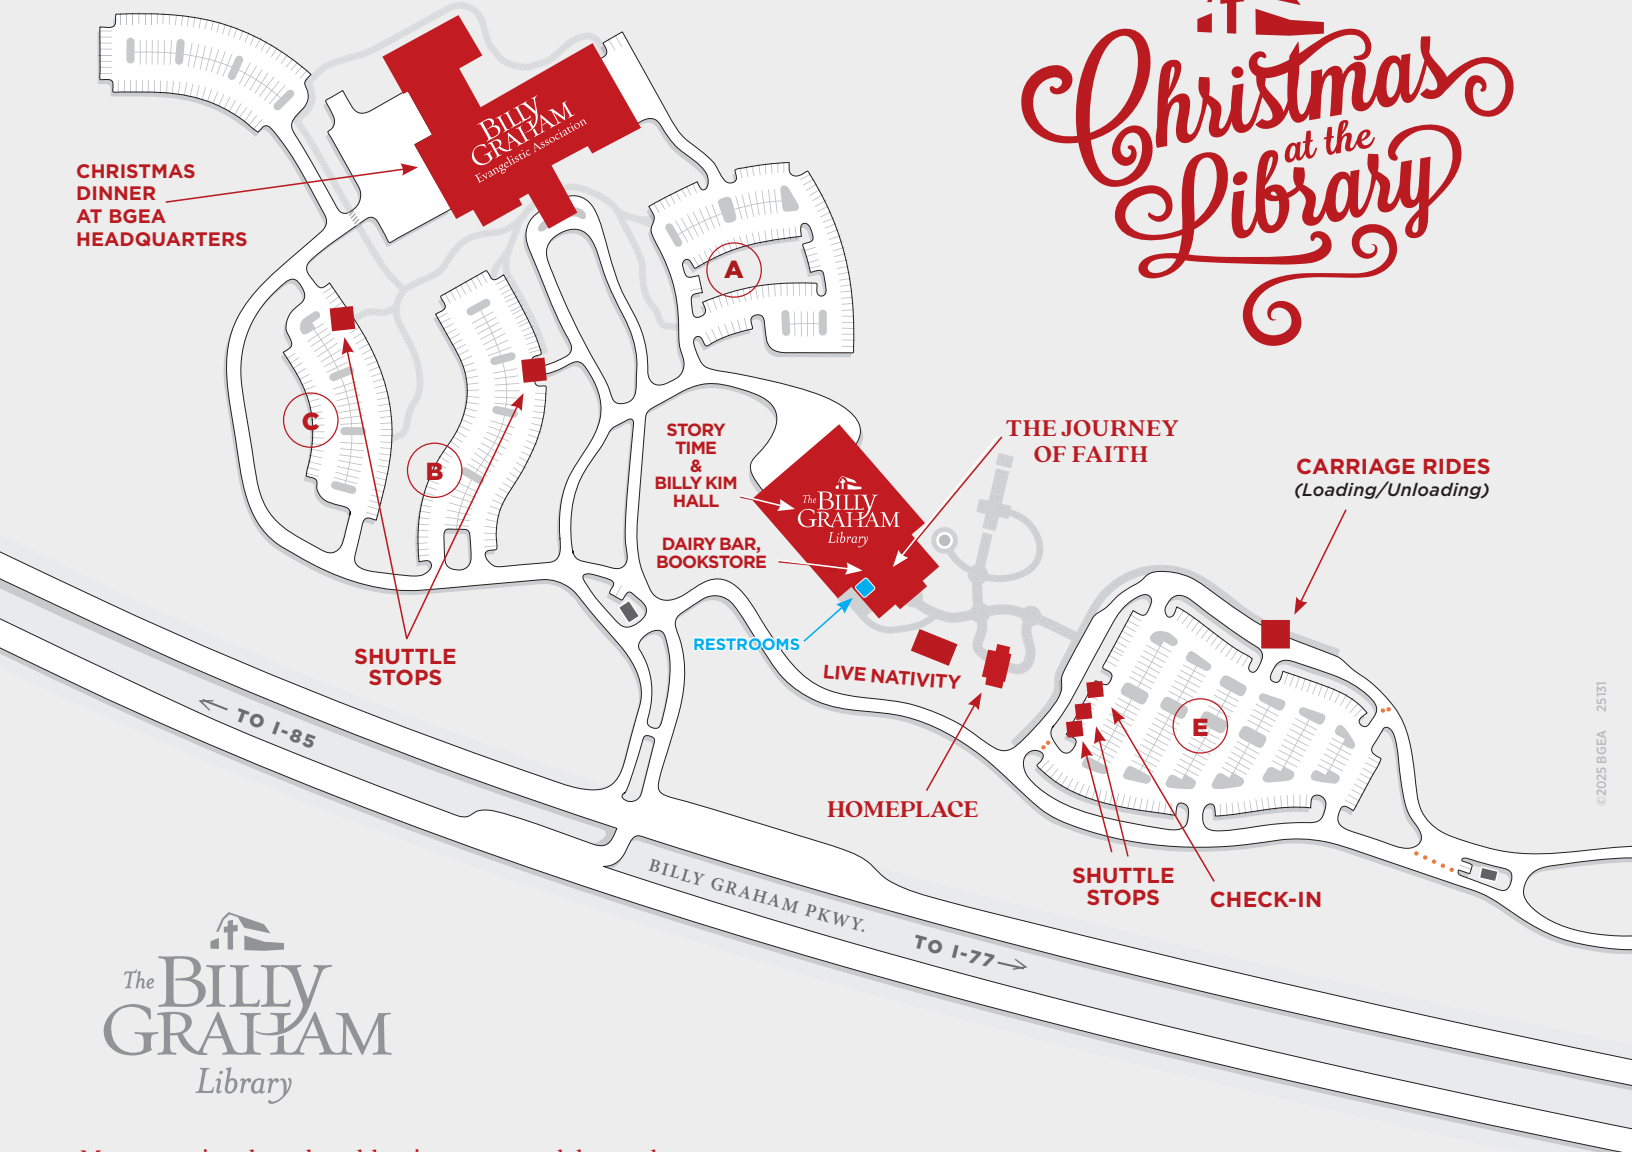 Christmas
at the
Library
BILLY
GRAHAM
Evangelistic Association
CHRISTMAS
DINNER
AT BGEA
HEADQUARTERS
A
C
B
STORY
TIME
&
BILLY KIM
HALL
THE JOURNEY
OF FAITH
CARRIAGE RIDES
(Loading/Unloading)
The BILLY
GRAHAM
Library
DAIRY BAR,
BOOKSTORE
RESTROOMS
SHUTTLE
STOPS
LIVE NATIVITY
E
TO I-85
HOMEPLACE
©2025 BGEA 25131
BILLY GRAHAM PKWY.
SHUTTLE
STOPS
CHECK-IN
TO I-77
The BILLY
GRAHAM
Library